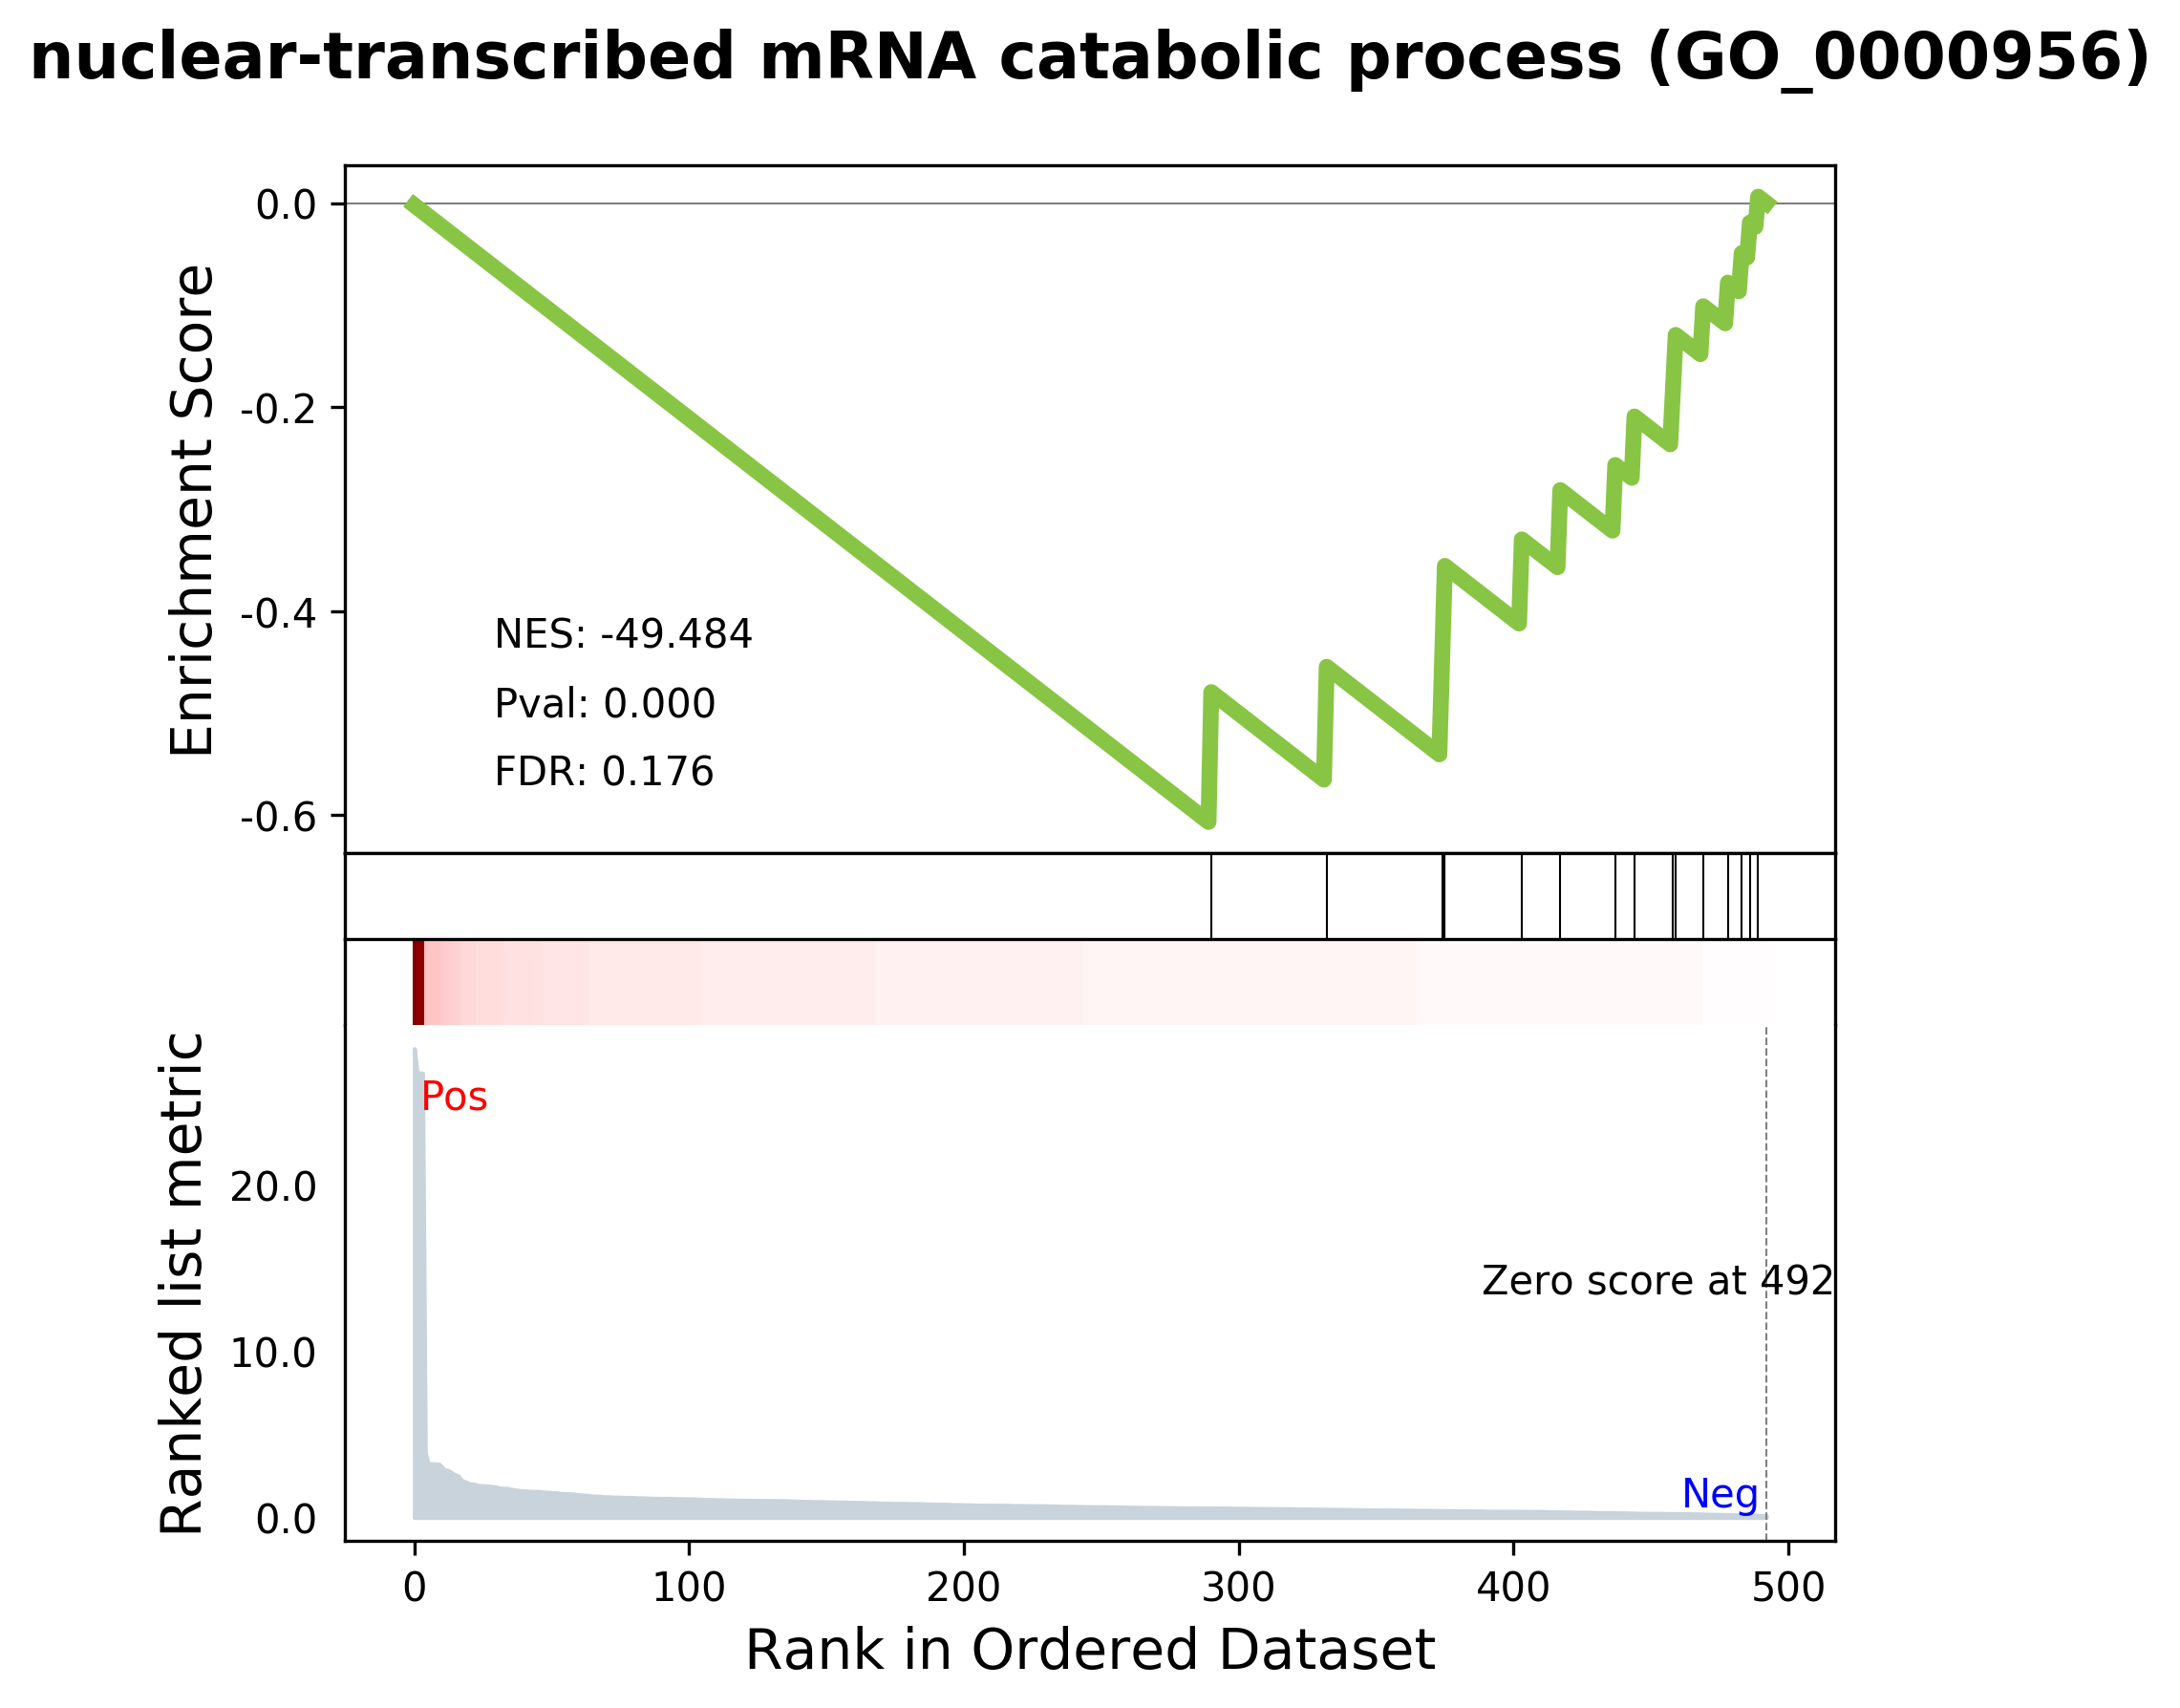 nuclear-transcribed mRNA catabolic process (GO_0000956)
Enrichment Score
0.0
-0.2
-0.4
-0.6
NES: -49.484
Pval: 0.000
FDR: 0.176
Ranked list metric
Pos
20.0
Zero score at 492
10.0
Neg
0.0
0 100 200 300 400 500
Rank in Ordered Dataset